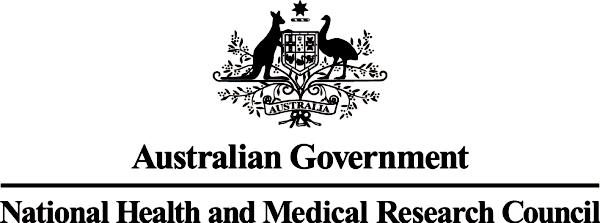 AUSTRALIA
Australian Government
National Health and Medical Research Council